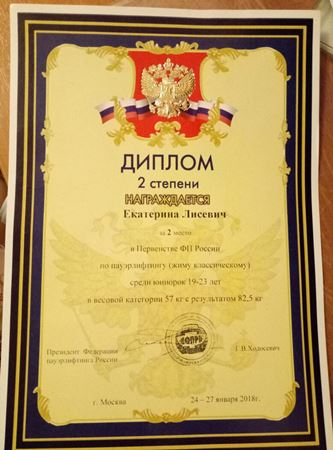 ДИПЛОМ
2 степени
НАГРАЖДАЕТСЯ
Екатерина Лисевич
за 2 место
в Первенстве ФП России
по пауэрлифтингу (жиму классическому)
среди юниорок 19-23 лет
в весовой категории 57 кг с результатом 82,5 кг
Президент Федерации
пауэрлифтинга России
Г.В.Ходосевич
г. Москва
24 – 27 января 2018г.